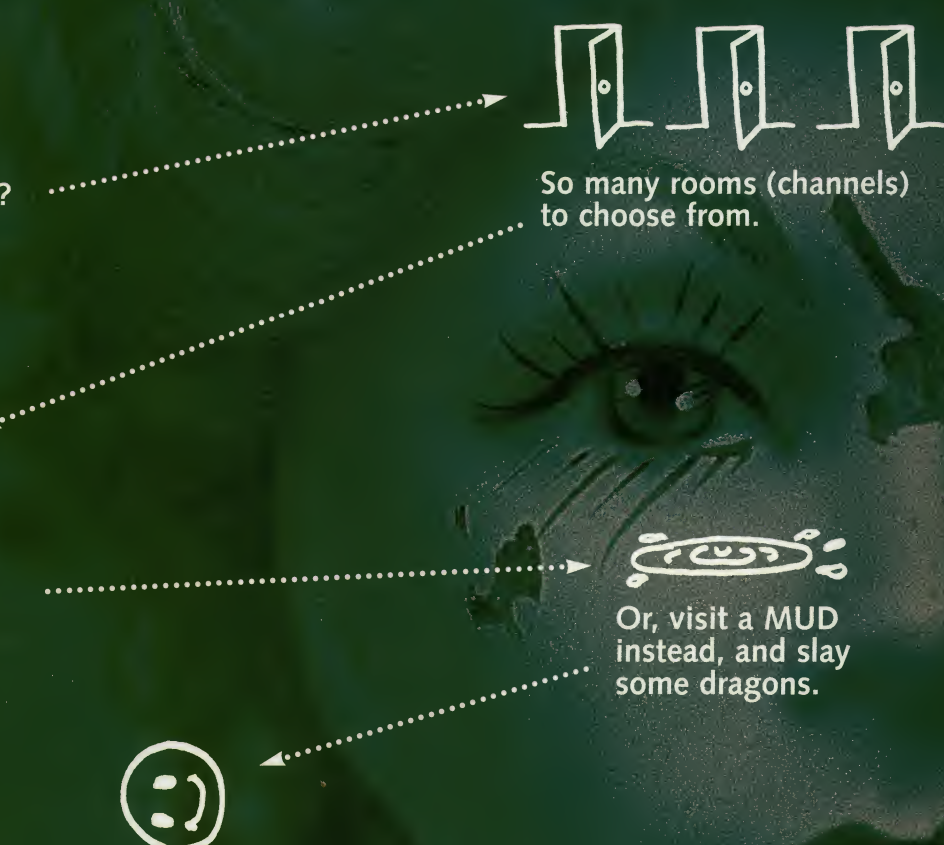 ?
So many rooms (channels)
to choose from.
Or, visit a MUD
instead, and slay
some dragons.